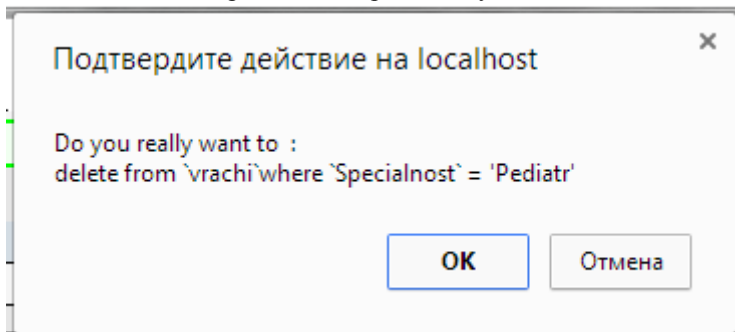 Подтвердите действие на localhost
Do you really want to :
delete from `vrachi`where `Specialnost` = 'Pediatr'
OK
Отмена